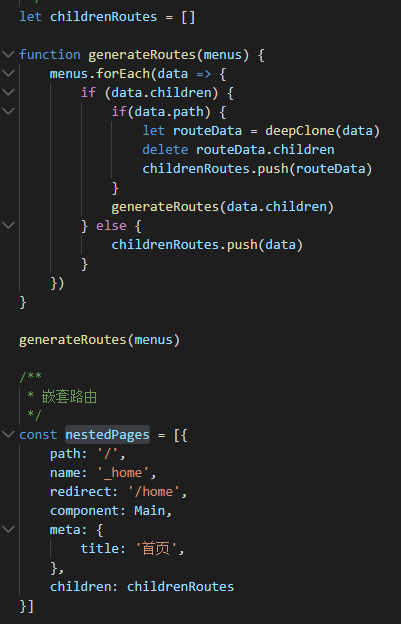 let childrenRoutes = []
function generateRoutes(menus) {
menus.forEach(data => {
if (data.children) {
if(data.path) {
let routeData = deepClone(data)
delete routeData.children
childrenRoutes.push(routeData)
}
generateRoutes(data.children)
} else {
childrenRoutes.push(data)
}
})
}
generateRoutes(menus)
/**
* 嵌套路由
*/
const nestedPages = [{
path: '/',
name: '_home',
redirect: '/home',
component: Main,
meta: {
title: '首页',
},
children: childrenRoutes
}]